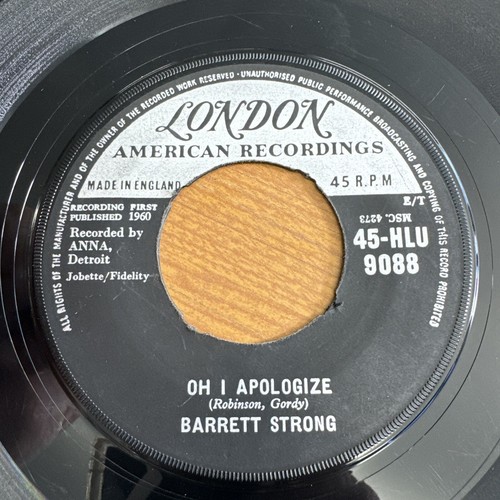 ALL RIGHTS OF THE MANUFACTURER AND OF THE OWNER OF THE RECORDED WORK RESERVED · UNAUTHORISED PUBLIC PERFORMANCE BROADCASTING AND COPYING OF THIS RECORD PROHIBITED
LONDON
AMERICAN RECORDINGS
MADE IN ENGLAND
45 R.P.M
E/T
RECORDING FIRST
PUBLISHED 1960
Recorded by
ANNA,
Detroit
Jobette/Fidelity
MSC. 4273
45-HLU
9088
OH I APOLOGIZE
(Robinson, Gordy)
BARRETT STRONG